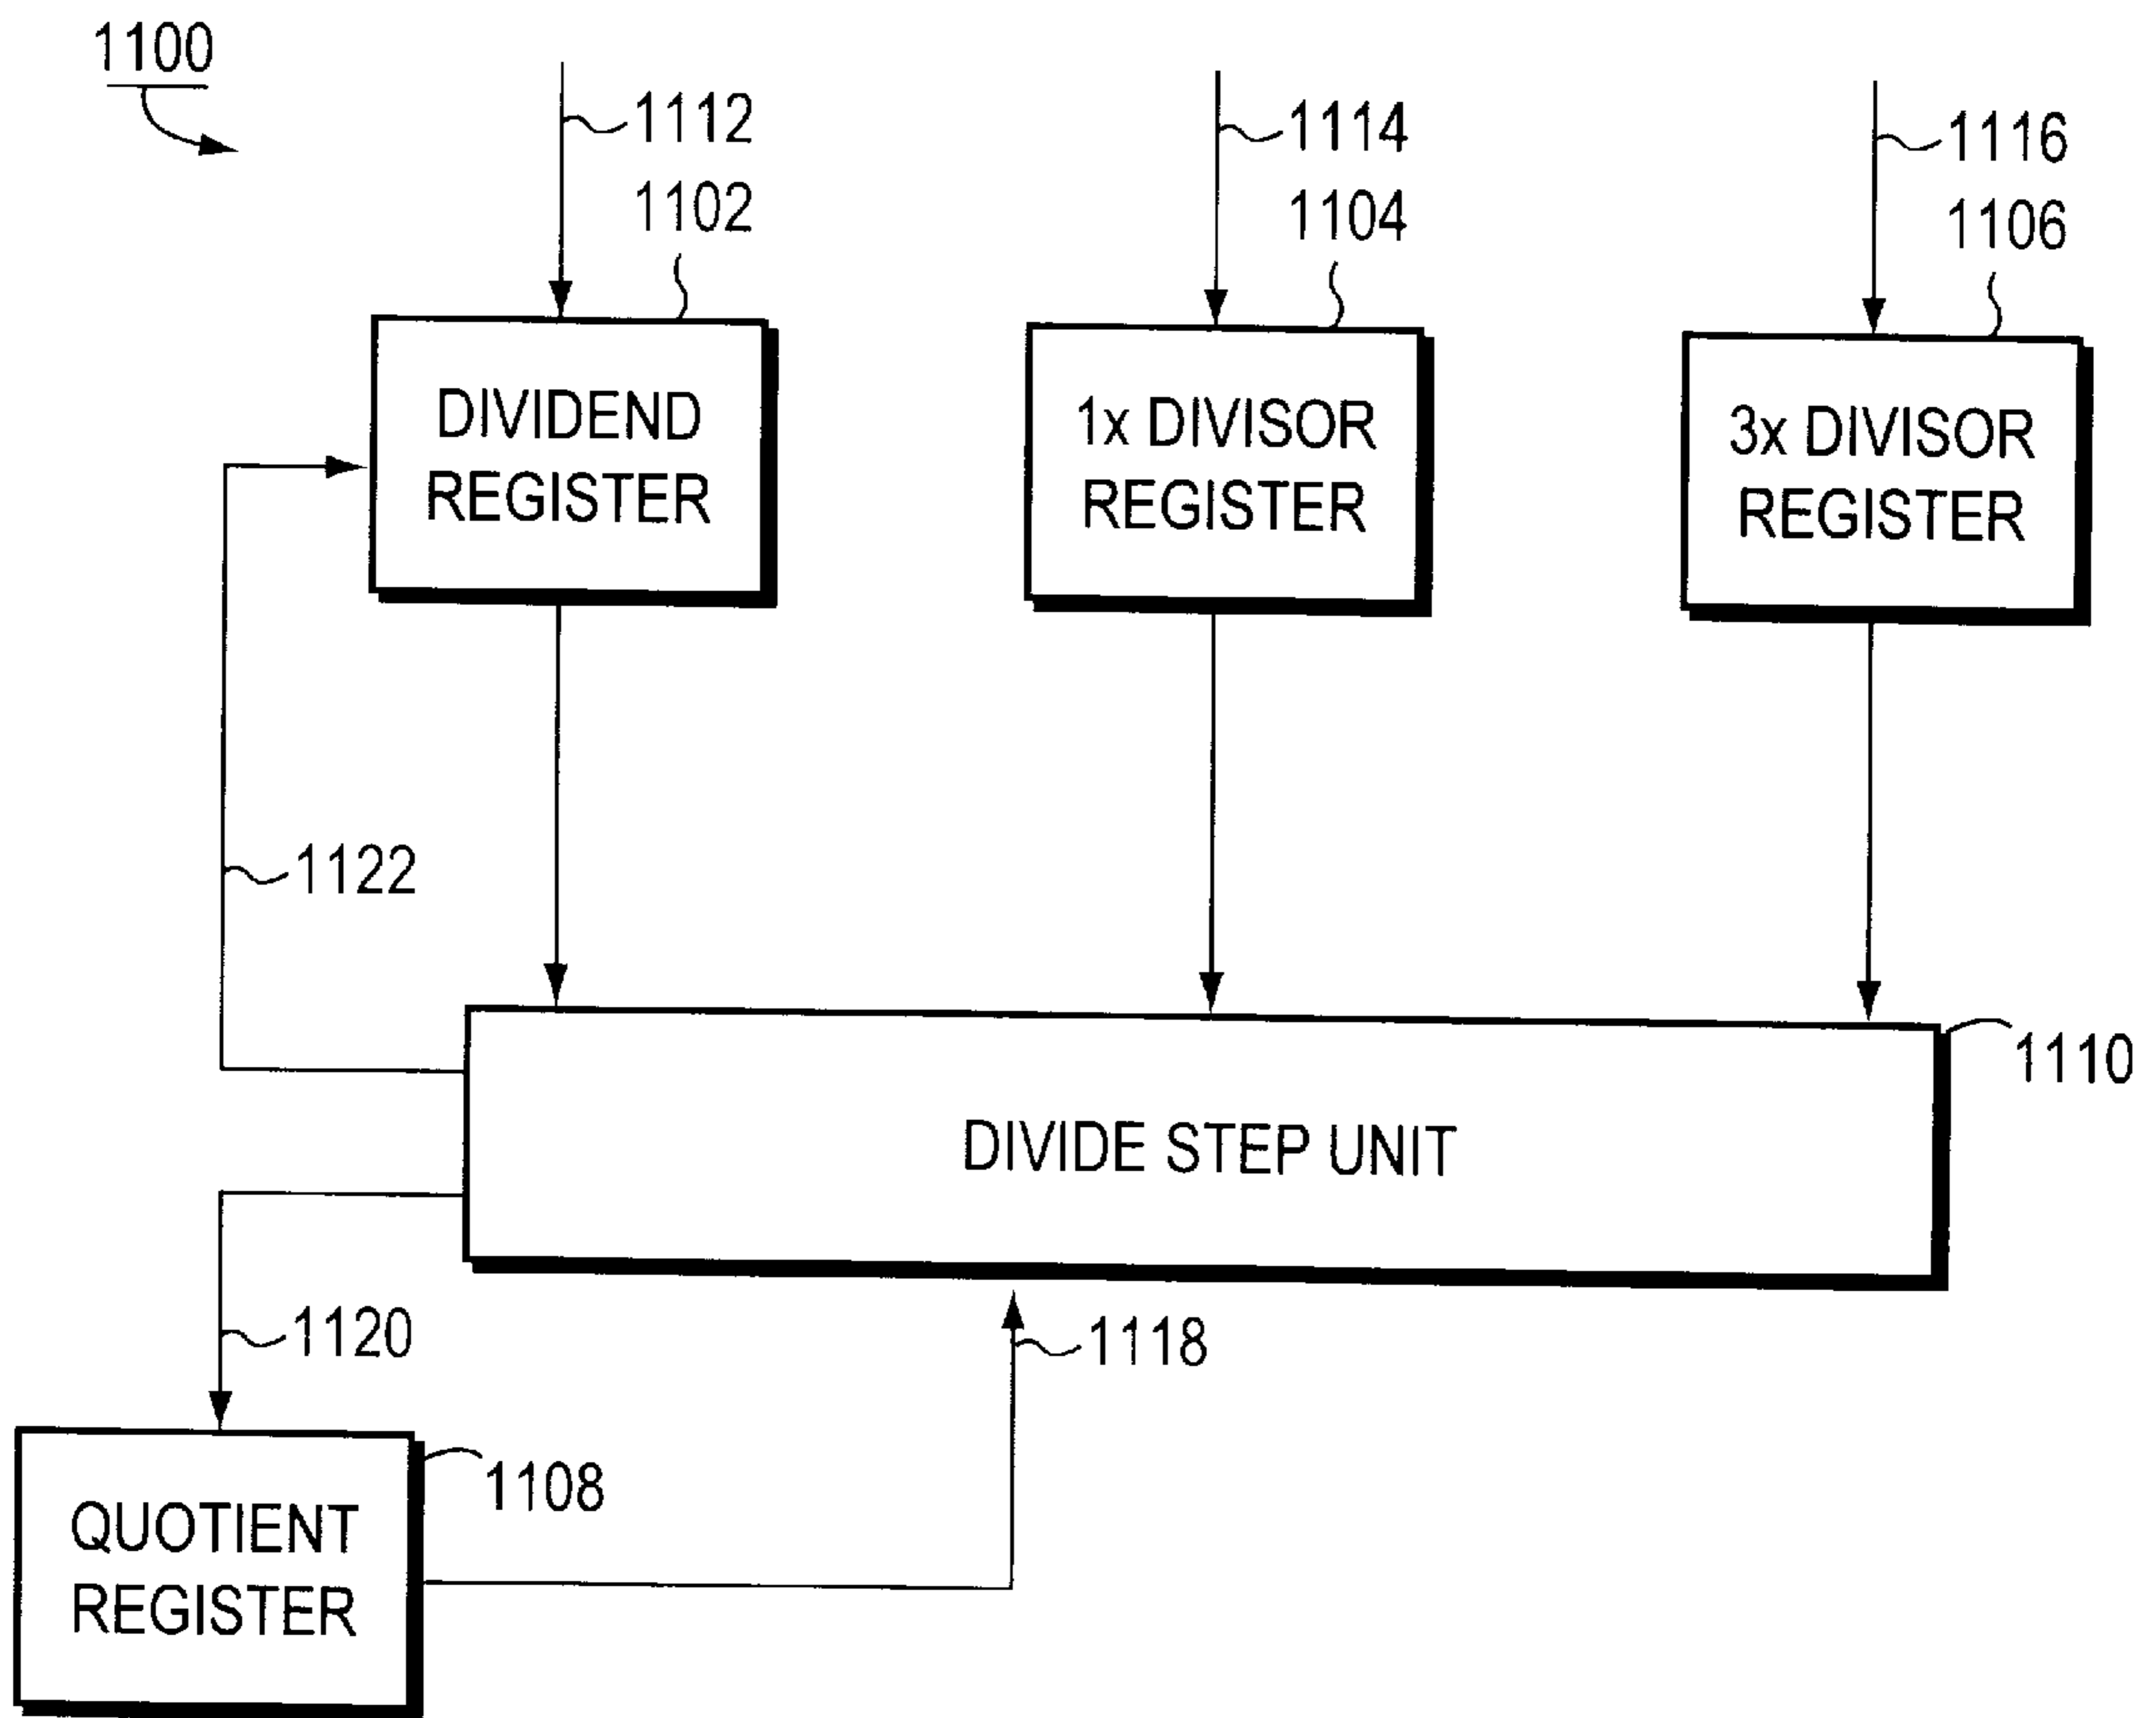 1100
1112
1114
1116
1102
1104
1106
DIVIDEND
REGISTER
1x DIVISOR
REGISTER
3x DIVISOR
REGISTER
1122
1110
DIVIDE STEP UNIT
1120
1118
1108
QUOTIENT
REGISTER